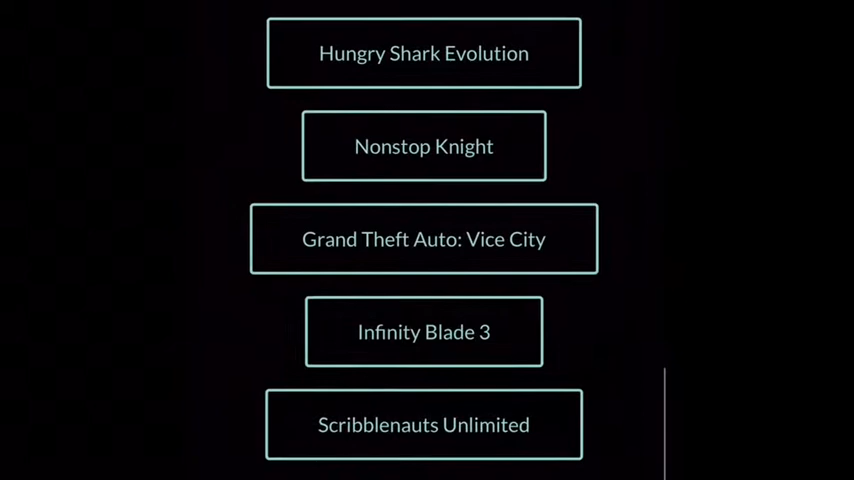 Hungry Shark Evolution
Nonstop Knight
Grand Theft Auto: Vice City
Infinity Blade 3
Scribblenauts Unlimited